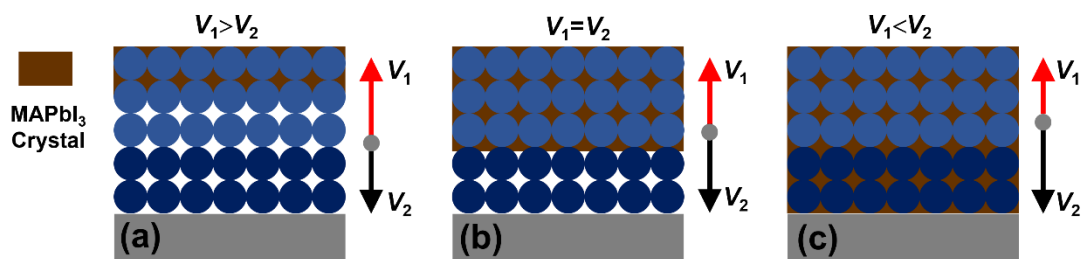 V₁>V₂
V₁=V₂
V₁<V₂
MAPbI₃
Crystal
V₁
V₂
(a)
V₁
V₂
(b)
V₁
V₂
(c)